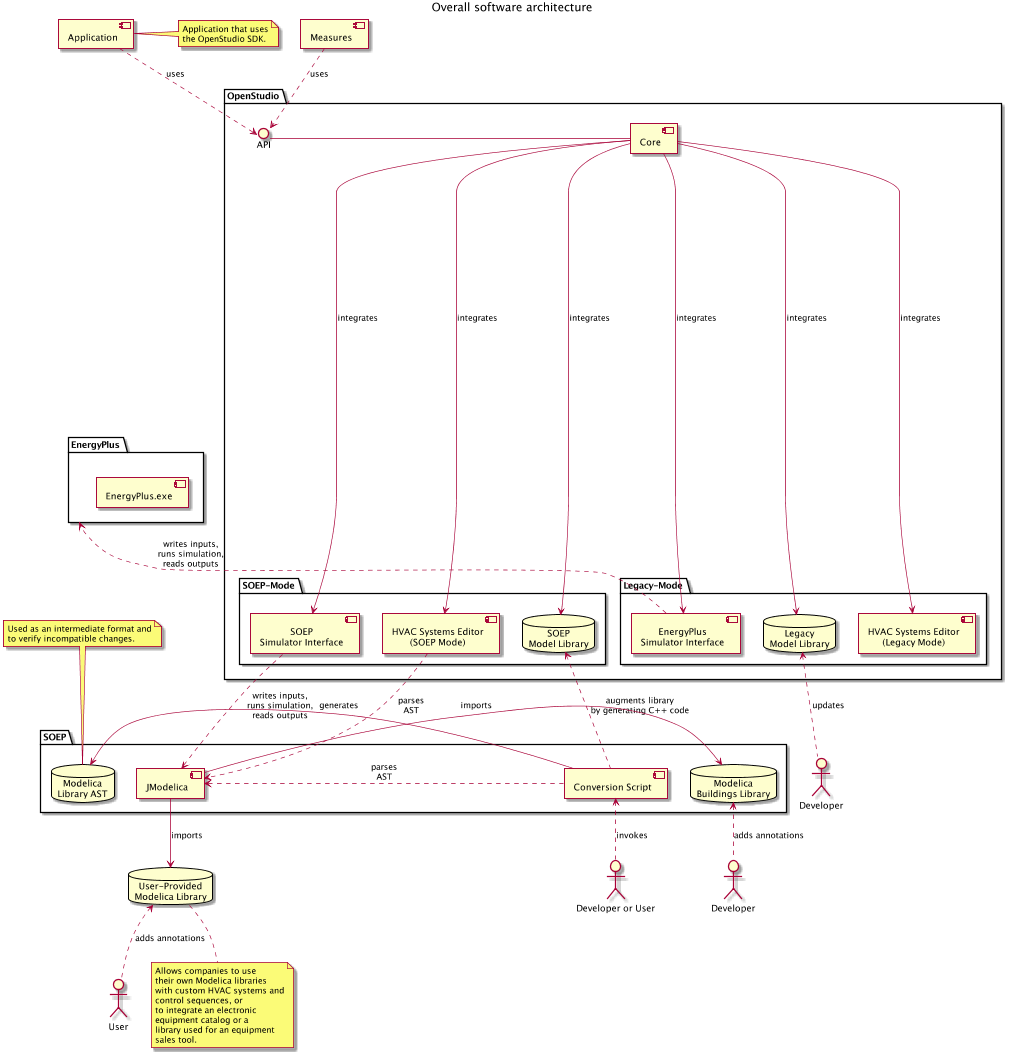 Overall software architecture
Application
Application that uses
the OpenStudio SDK.
Measures
uses
uses
OpenStudio
API
Core
integrates
integrates
integrates
integrates
integrates
integrates
EnergyPlus
EnergyPlus.exe
writes inputs,
runs simulation,
reads outputs
SOEP-Mode
SOEP
Simulator Interface
HVAC Systems Editor
(SOEP Mode)
SOEP
Model Library
Legacy-Mode
EnergyPlus
Simulator Interface
Legacy
Model Library
HVAC Systems Editor
(Legacy Mode)
Used as an intermediate format and
to verify incompatible changes.
writes inputs,
runs simulation,
reads outputs
generates
parses
AST
imports
augments library
by generating C++ code
updates
SOEP
Modelica
Library AST
JModelica
parses
AST
Conversion Script
Modelica
Buildings Library
Developer
imports
invokes
adds annotations
User-Provided
Modelica Library
Developer or User
Developer
adds annotations
User
Allows companies to use
their own Modelica libraries
with custom HVAC systems and
control sequences, or
to integrate an electronic
equipment catalog or a
library used for an equipment
sales tool.